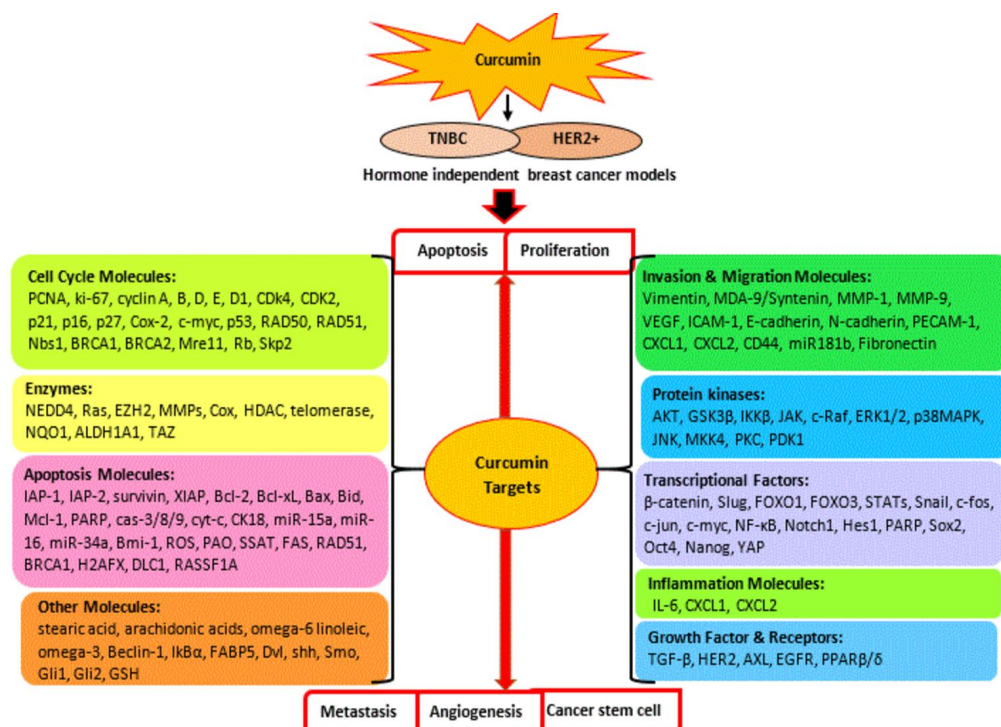 Curcumin
TNBC
HER2+
Hormone independent breast cancer models
Apoptosis
Proliferation
Cell Cycle Molecules:
PCNA, ki-67, cyclin A, B, D, E, D1, CDk4, CDK2,
p21, p16, p27, Cox-2, c-myc, p53, RAD50, RAD51,
Nbs1, BRCA1, BRCA2, Mre11, Rb, Skp2
Enzymes:
NEDD4, Ras, EZH2, MMPs, Cox, HDAC, telomerase,
NQO1, ALDH1A1, TAZ
Apoptosis Molecules:
IAP-1, IAP-2, survivin, XIAP, Bcl-2, Bcl-xL, Bax, Bid,
Mcl-1, PARP, cas-3/8/9, cyt-c, CK18, miR-15a, miR-
16, miR-34a, Bmi-1, ROS, PAO, SSAT, FAS, RAD51,
BRCA1, H2AFX, DLC1, RASSF1A
Other Molecules:
stearic acid, arachidonic acids, omega-6 linoleic,
omega-3, Beclin-1, IkBα, FABP5, Dvl, shh, Smo,
Gli1, Gli2, GSH
Curcumin
Targets
Invasion & Migration Molecules:
Vimentin, MDA-9/Syntenin, MMP-1, MMP-9,
VEGF, ICAM-1, E-cadherin, N-cadherin, PECAM-1,
CXCL1, CXCL2, CD44, miR181b, Fibronectin
Protein kinases:
AKT, GSK3β, IKKβ, JAK, c-Raf, ERK1/2, p38MAPK,
JNK, MKK4, PKC, PDK1
Transcriptional Factors:
β-catenin, Slug, FOXO1, FOXO3, STATs, Snail, c-fos,
c-jun, c-myc, NF-κB, Notch1, Hes1, PARP, Sox2,
Oct4, Nanog, YAP
Inflammation Molecules:
IL-6, CXCL1, CXCL2
Growth Factor & Receptors:
TGF-β, HER2, AXL, EGFR, PPARβ/δ
Metastasis
Angiogenesis
Cancer stem cell